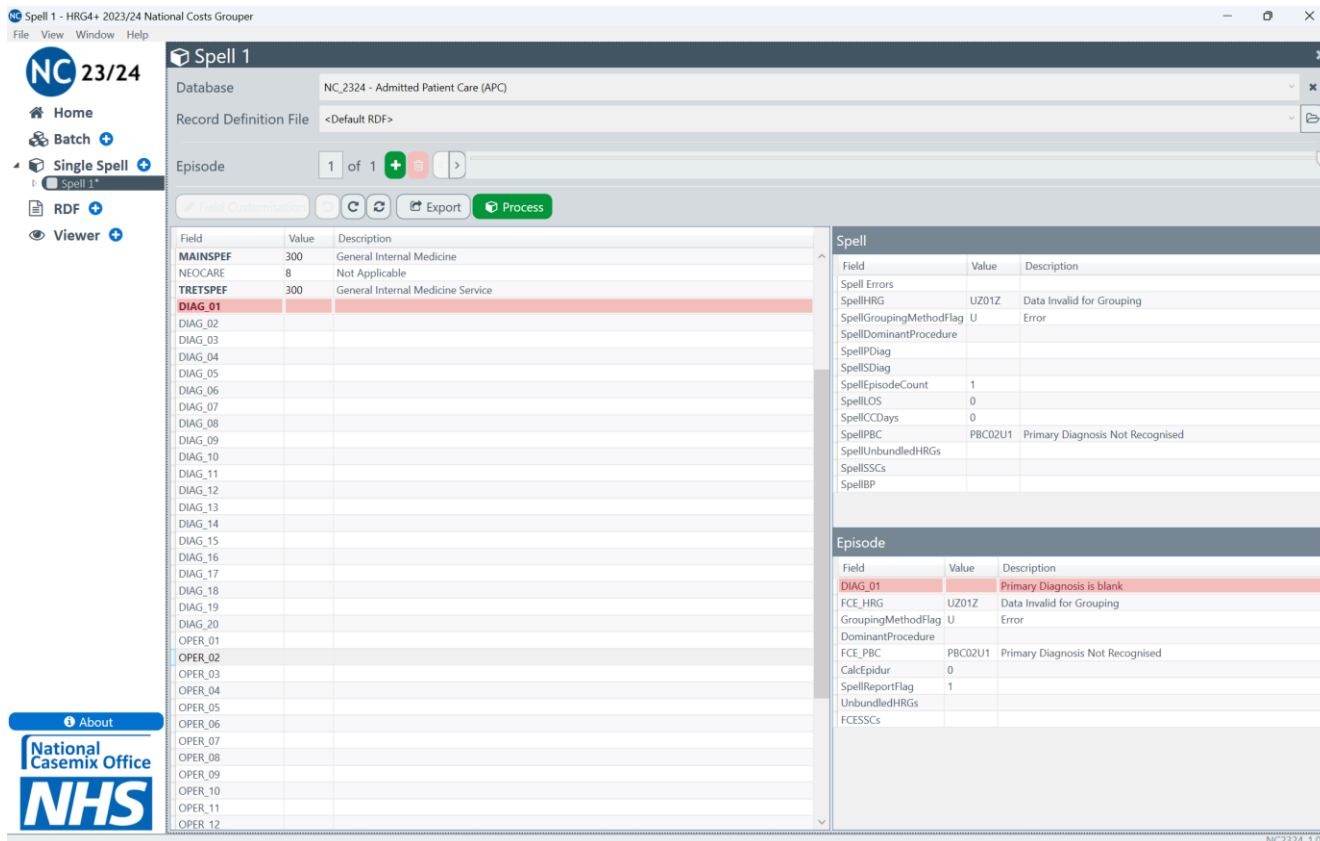 NC Spell 1 - HRG4+ 2023/24 National Costs Grouper
File View Window Help
NC 23/24
Home
Batch
Single Spell
Spell 1*
RDF
Viewer
About
National
Casemix Office
NHS
Spell 1
Database NC_2324 - Admitted Patient Care (APC)
Record Definition File <Default RDF>
Episode 1 of 1
Export Process
Field Value Description
MAINSPEF 300 General Internal Medicine
NEOCARE 8 Not Applicable
TRETSPEF 300 General Internal Medicine Service
DIAG_01
DIAG_02
DIAG_03
DIAG_04
DIAG_05
DIAG_06
DIAG_07
DIAG_08
DIAG_09
DIAG_10
DIAG_11
DIAG_12
DIAG_13
DIAG_14
DIAG_15
DIAG_16
DIAG_17
DIAG_18
DIAG_19
DIAG_20
OPER_01
OPER_02
OPER_03
OPER_04
OPER_05
OPER_06
OPER_07
OPER_08
OPER_09
OPER_10
OPER_11
OPER_12
Spell
Field Value Description
Spell Errors
SpellHRG UZ01Z Data Invalid for Grouping
SpellGroupingMethodFlag U Error
SpellDominantProcedure
SpellPDiag
SpellSDiag
SpellEpisodeCount 1
SpellLOS 0
SpellCCDays 0
SpellPBC PBC02U1 Primary Diagnosis Not Recognised
SpellUnbundledHRGs
SpellSSCs
SpellBP
Episode
Field Value Description
DIAG_01 Primary Diagnosis is blank
FCE_HRG UZ01Z Data Invalid for Grouping
GroupingMethodFlag U Error
DominantProcedure
FCE_PBC PBC02U1 Primary Diagnosis Not Recognised
CalcEpidur 0
SpellReportFlag 1
UnbundledHRGs
FCESSCs